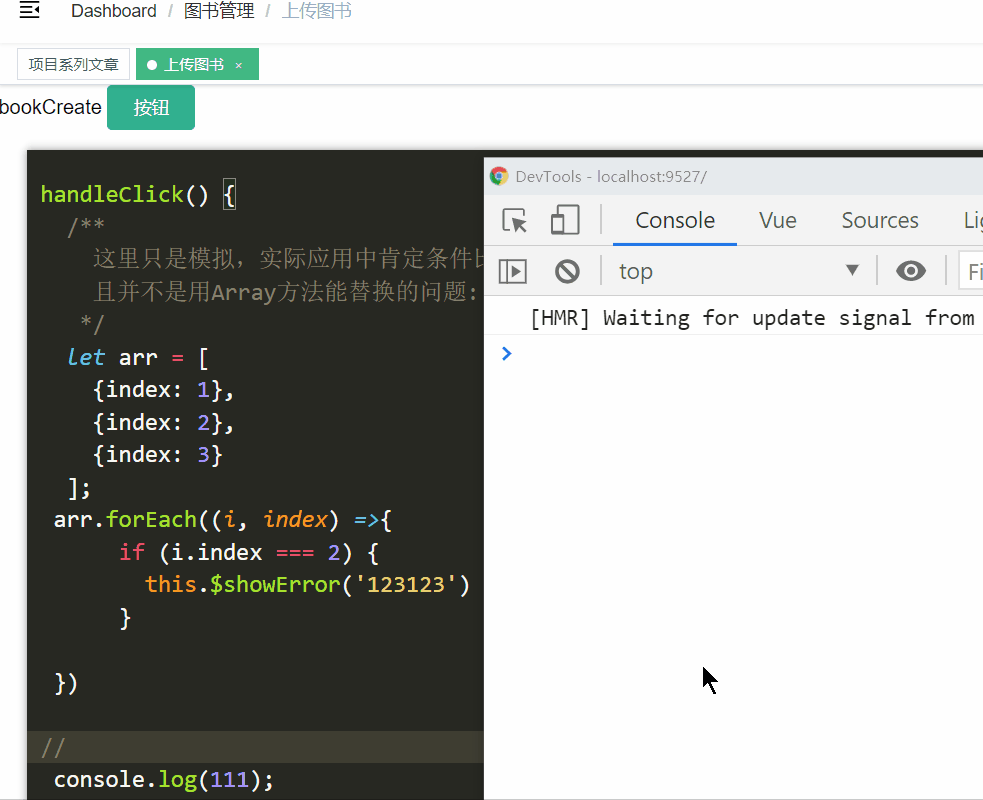 Dashboard / 图书管理 / 上传图书
项目系列文章 上传图书 ×
bookCreate 按钮
handleClick() {
/**
这里只是模拟，实际应用中肯定条件
且并不是用Array方法能替换的问题:
*/
let arr = [
{index: 1},
{index: 2},
{index: 3}
];
arr.forEach((i, index) =>{
if (i.index === 2) {
this.$showError('123123')
}
})
//
console.log(111);
DevTools - localhost:9527/
Console Vue Sources
top
[HMR] Waiting for update signal from